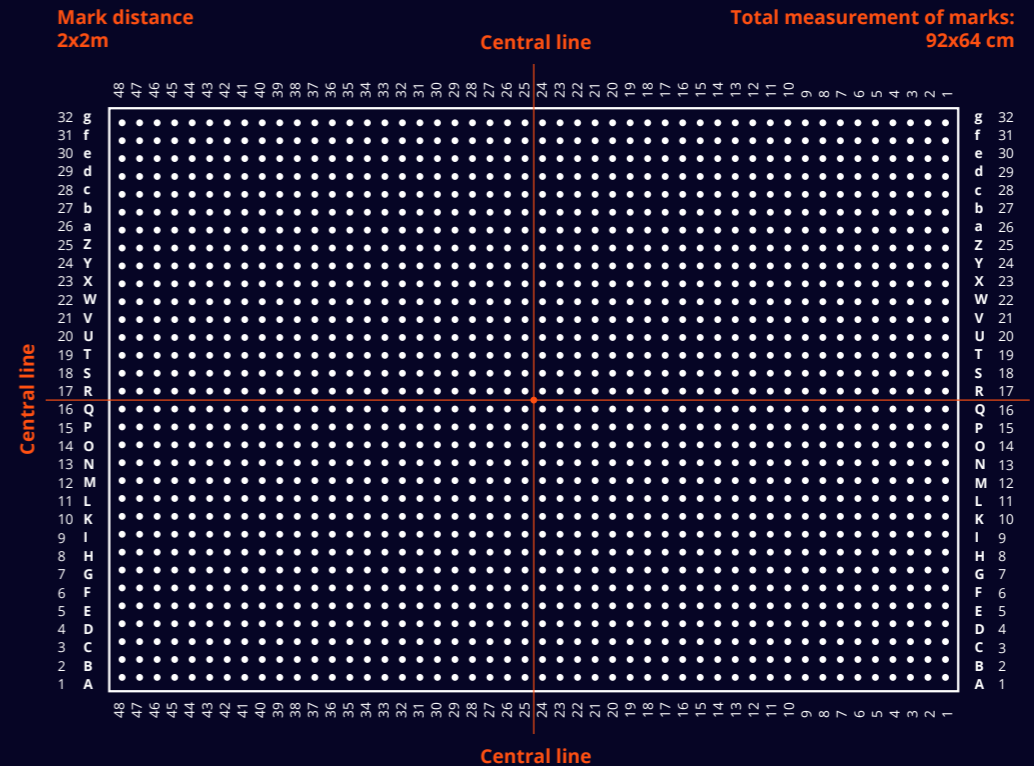 Mark distance
2x2m
Total measurement of marks:
92x64 cm
Central line
48 47 46 45 44 43 42 41 40 39 38 37 36 35 34 33 32 31 30 29 28 27 26 25 24 23 22 21 20 19 18 17 16 15 14 13 12 11 10 9 8 7 6 5 4 3 2 1
32 g g 32
31 f f 31
30 e e 30
29 d d 29
28 c c 28
27 b b 27
26 a a 26
25 Z Z 25
24 Y Y 24
23 X X 23
22 W W 22
21 V V 21
20 U U 20
19 T T 19
18 S S 18
17 R R 17
Central line
16 Q Q 16
15 P P 15
14 O O 14
13 N N 13
12 M M 12
11 L L 11
10 K K 10
9 I I 9
8 H H 8
7 G G 7
6 F F 6
5 E E 5
4 D D 4
3 C C 3
2 B B 2
1 A A 1
48 47 46 45 44 43 42 41 40 39 38 37 36 35 34 33 32 31 30 29 28 27 26 25 24 23 22 21 20 19 18 17 16 15 14 13 12 11 10 9 8 7 6 5 4 3 2 1
Central line